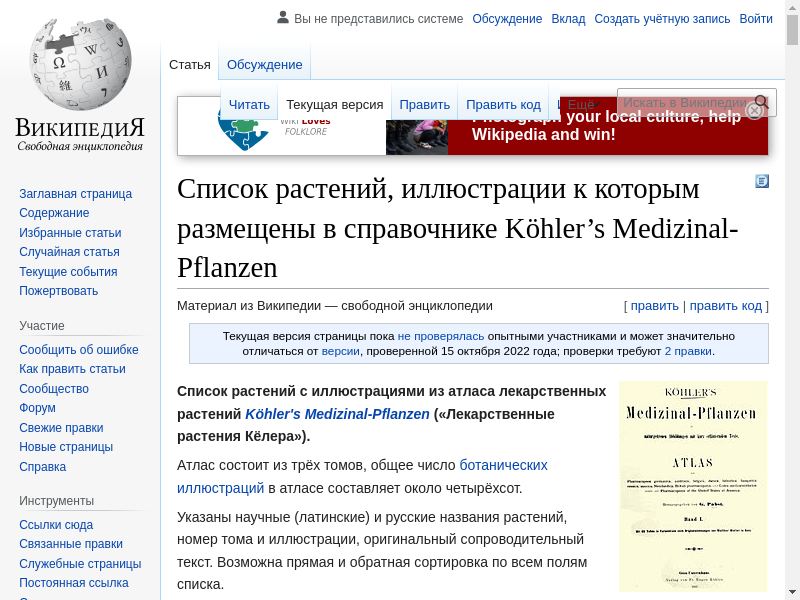 Вы не представились системе Обсуждение Вклад Создать учётную запись Войти
Статья Обсуждение
Читать Текущая версия Править Править код Ещё
Искать в Википедии
ВикипедиЯ
Свободная энциклопедия
Wiki Loves
FOLKLORE
Photograph your local culture, help
Wikipedia and win!
Заглавная страница
Содержание
Избранные статьи
Случайная статья
Текущие события
Пожертвовать
Участие
Сообщить об ошибке
Как править статьи
Сообщество
Форум
Свежие правки
Новые страницы
Справка
Инструменты
Ссылки сюда
Связанные правки
Служебные страницы
Постоянная ссылка
Список растений, иллюстрации к которым
размещены в справочнике Köhler’s Medizinal-
Pflanzen
Материал из Википедии — свободной энциклопедии
[ править | править код ]
Текущая версия страницы пока не проверялась опытными участниками и может значительно
отличаться от версии, проверенной 15 октября 2022 года; проверки требуют 2 правки.
Список растений с иллюстрациями из атласа лекарственных
растений Köhler's Medizinal-Pflanzen («Лекарственные
растения Кёлера»).
Атлас состоит из трёх томов, общее число ботанических
иллюстраций в атласе составляет около четырёхсот.
Указаны научные (латинские) и русские названия растений,
номер тома и иллюстрации, оригинальный сопроводительный
текст. Возможна прямая и обратная сортировка по всем полям
списка.
KÖHLER'S
Medizinal-Pflanzen
ATLAS
G. Pabst.
Band I.